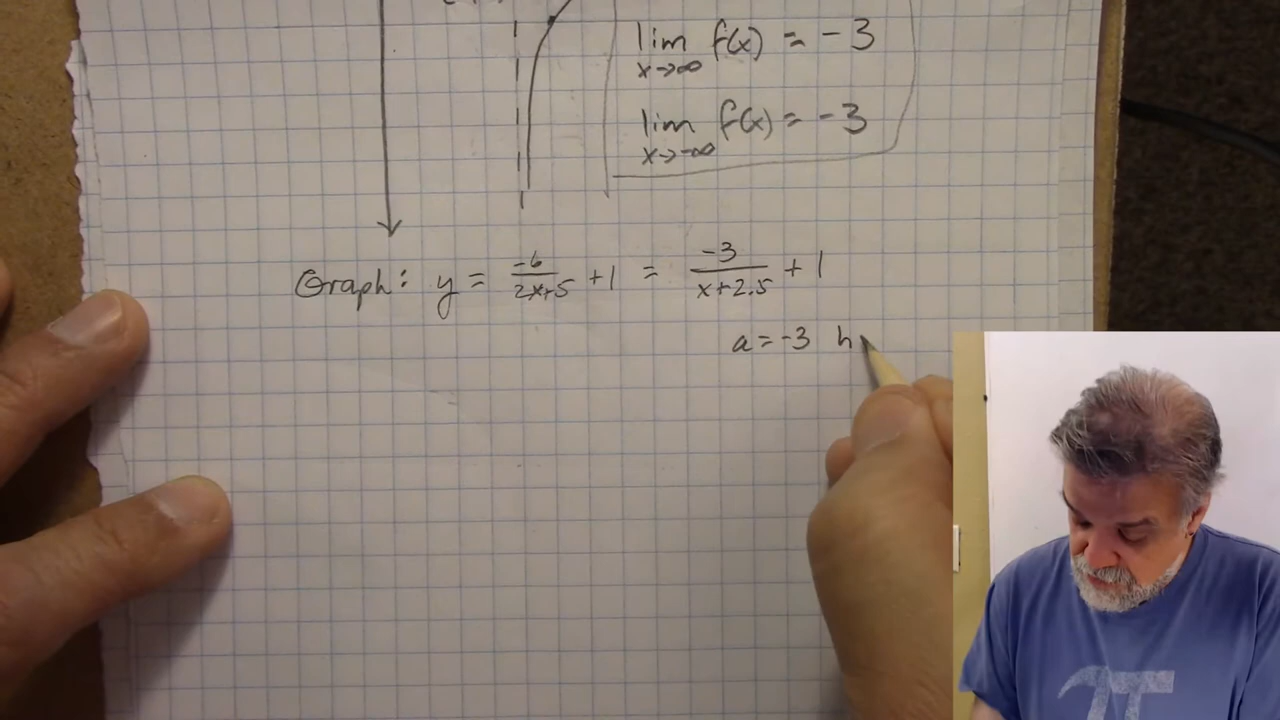 lim f(x) = -3
x→∞
lim f(x) = -3
x→-∞
Graph: y = -6/2x+5 + 1 = -3/x+2.5 + 1
a = -3 h
π